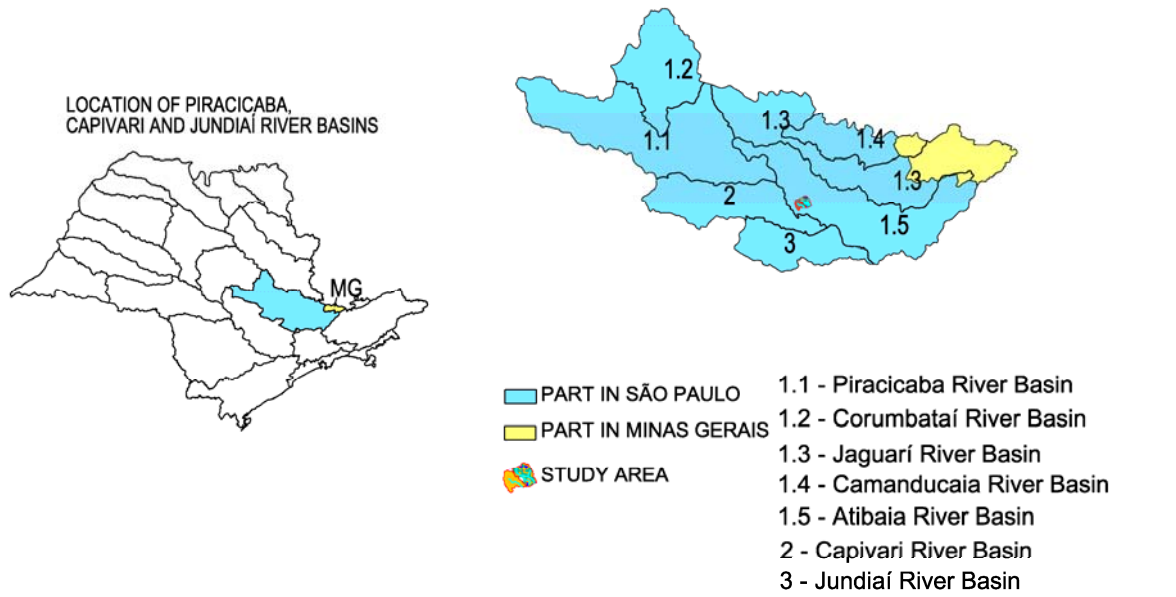 LOCATION OF PIRACICABA,
CAPIVARI AND JUNDIAÍ RIVER BASINS
MG
1.2
1.3
1.4
1.1
1.3
2
1.5
3
PART IN SÃO PAULO
PART IN MINAS GERAIS
STUDY AREA
1.1 - Piracicaba River Basin
1.2 - Corumbataí River Basin
1.3 - Jaguarí River Basin
1.4 - Camanducaia River Basin
1.5 - Atibaia River Basin
2 - Capivari River Basin
3 - Jundiaí River Basin